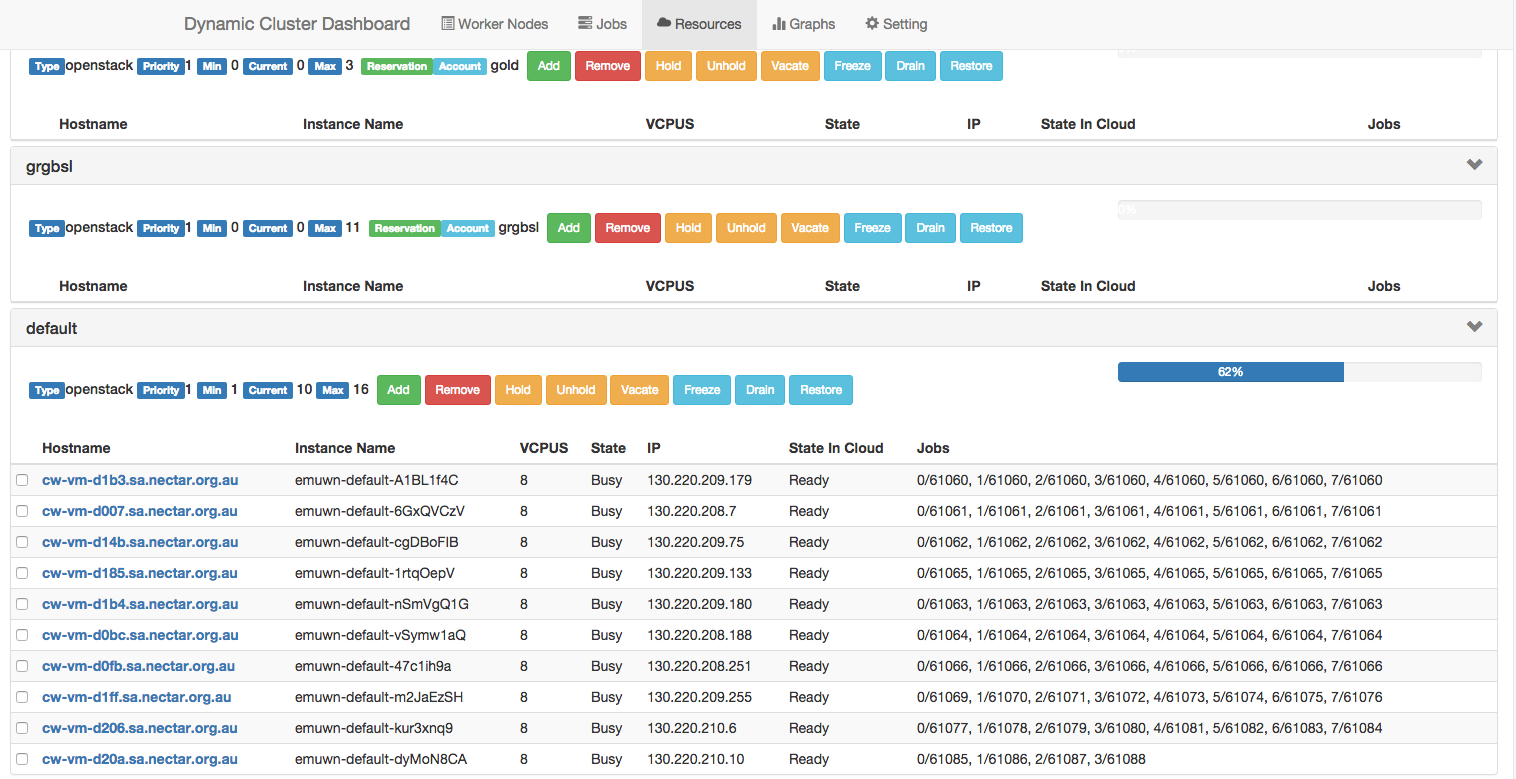 Dynamic Cluster Dashboard Worker Nodes Jobs Resources Graphs Setting
Type openstack Priority 1 Min 0 Current 0 Max 3 Reservation Account gold Add Remove Hold Unhold Vacate Freeze Drain Restore
Hostname Instance Name VCPUS State IP State In Cloud Jobs
grgbsl
0%
Type openstack Priority 1 Min 0 Current 0 Max 11 Reservation Account grgbsl Add Remove Hold Unhold Vacate Freeze Drain Restore
Hostname Instance Name VCPUS State IP State In Cloud Jobs
default
62%
Type openstack Priority 1 Min 1 Current 10 Max 16 Add Remove Hold Unhold Vacate Freeze Drain Restore
Hostname Instance Name VCPUS State IP State In Cloud Jobs
cw-vm-d1b3.sa.nectar.org.au emuwn-default-A1BL1f4C 8 Busy 130.220.209.179 Ready 0/61060, 1/61060, 2/61060, 3/61060, 4/61060, 5/61060, 6/61060, 7/61060
cw-vm-d007.sa.nectar.org.au emuwn-default-6GxQVCzV 8 Busy 130.220.208.7 Ready 0/61061, 1/61061, 2/61061, 3/61061, 4/61061, 5/61061, 6/61061, 7/61061
cw-vm-d14b.sa.nectar.org.au emuwn-default-cgDBoFIB 8 Busy 130.220.209.75 Ready 0/61062, 1/61062, 2/61062, 3/61062, 4/61062, 5/61062, 6/61062, 7/61062
cw-vm-d185.sa.nectar.org.au emuwn-default-1rtqOepV 8 Busy 130.220.209.133 Ready 0/61065, 1/61065, 2/61065, 3/61065, 4/61065, 5/61065, 6/61065, 7/61065
cw-vm-d1b4.sa.nectar.org.au emuwn-default-nSmVgQ1G 8 Busy 130.220.209.180 Ready 0/61063, 1/61063, 2/61063, 3/61063, 4/61063, 5/61063, 6/61063, 7/61063
cw-vm-d0bc.sa.nectar.org.au emuwn-default-vSymw1aQ 8 Busy 130.220.208.188 Ready 0/61064, 1/61064, 2/61064, 3/61064, 4/61064, 5/61064, 6/61064, 7/61064
cw-vm-d0fb.sa.nectar.org.au emuwn-default-47c1ih9a 8 Busy 130.220.208.251 Ready 0/61066, 1/61066, 2/61066, 3/61066, 4/61066, 5/61066, 6/61066, 7/61066
cw-vm-d1ff.sa.nectar.org.au emuwn-default-m2JaEzSH 8 Busy 130.220.209.255 Ready 0/61069, 1/61070, 2/61071, 3/61072, 4/61073, 5/61074, 6/61075, 7/61076
cw-vm-d206.sa.nectar.org.au emuwn-default-kur3xnq9 8 Busy 130.220.210.6 Ready 0/61077, 1/61078, 2/61079, 3/61080, 4/61081, 5/61082, 6/61083, 7/61084
cw-vm-d20a.sa.nectar.org.au emuwn-default-dyMoN8CA 8 Busy 130.220.210.10 Ready 0/61085, 1/61086, 2/61087, 3/61088